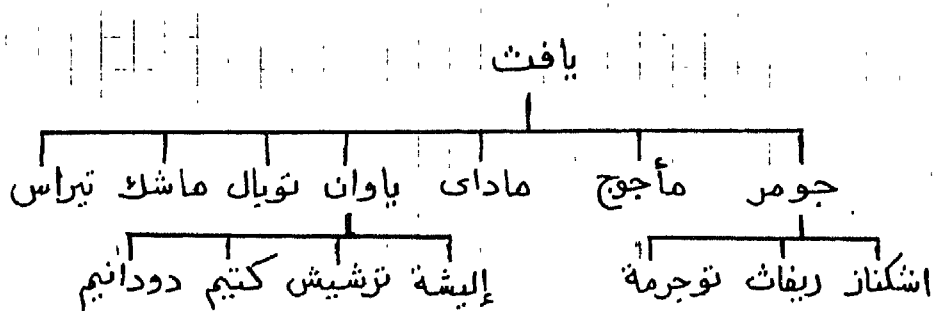 يافث
جومر مأجوج ماداى ياوان توبال ماشك تيراس
اشكناز ريفاث توجرمة إليشة ترشيش كتيم دودانيم